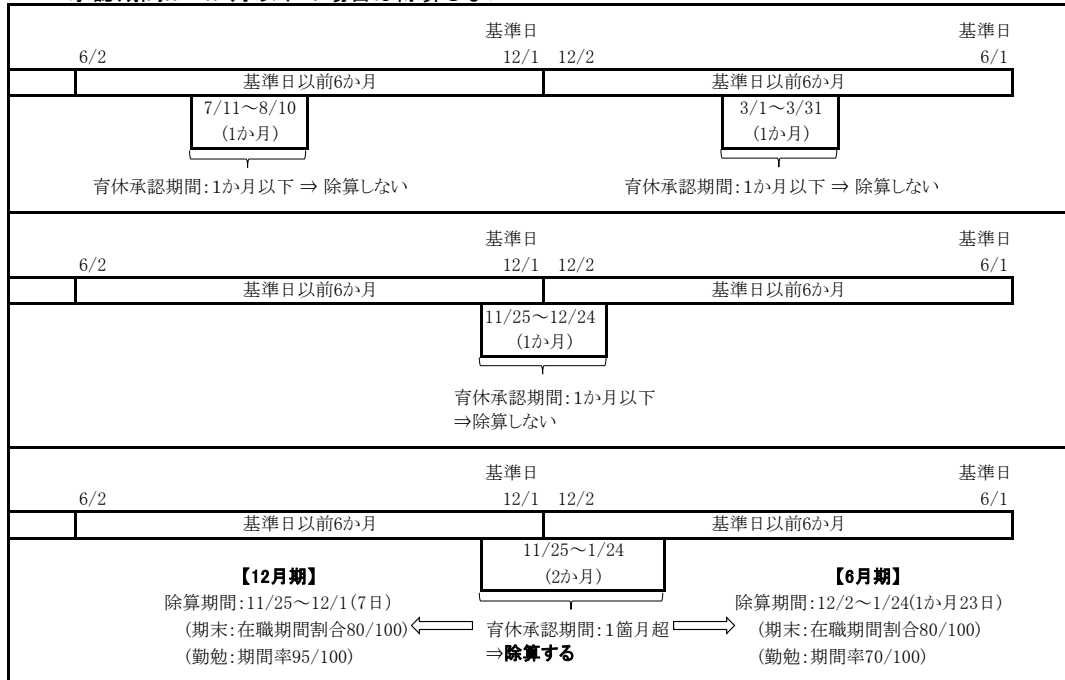 基準日 基準日
6/2 12/1 12/2 6/1
基準日以前6か月 基準日以前6か月
7/11～8/10 3/1～3/31
(1か月) (1か月)
育休承認期間：1か月以下 ⇒ 除算しない 育休承認期間：1か月以下 ⇒ 除算しない
基準日 基準日
6/2 12/1 12/2 6/1
基準日以前6か月 基準日以前6か月
11/25～12/24
(1か月)
育休承認期間：1か月以下
⇒除算しない
基準日 基準日
6/2 12/1 12/2 6/1
基準日以前6か月 基準日以前6か月
11/25～1/24
【12月期】 (2か月) 【6月期】
除算期間：11/25～12/1(7日) 除算期間：12/2～1/24(1か月23日)
(期末：在職期間割合80/100) 育休承認期間：1箇月超 (期末：在職期間割合80/100)
(勤勉：期間率95/100) ⇒除算する (勤勉：期間率70/100)